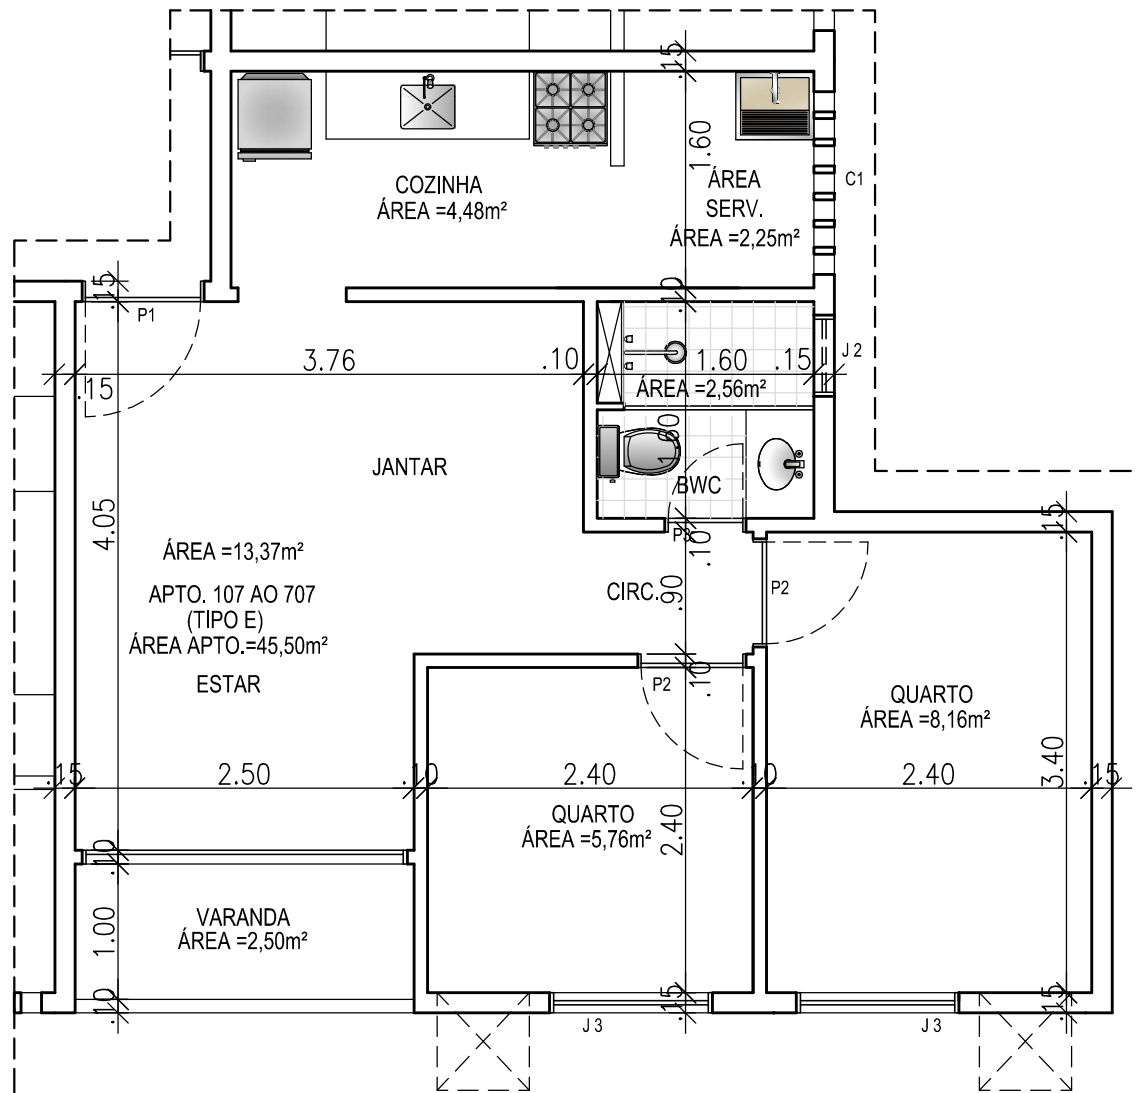 .15
1.60
COZINHA
ÁREA =4,48m²
ÁREA
SERV.
ÁREA =2,25m²
C1
.15
.10
P1
3.76
.10
1.60
.15
J 2
.15
ÁREA =2,56m²
1.60
JANTAR
BWC
4.05
P3
.10
.15
ÁREA =13,37m²
APTO. 107 AO 707
(TIPO E)
ÁREA APTO.=45,50m²
CIRC.
.90
P2
ESTAR
P2
.10
QUARTO
ÁREA =8,16m²
3.40
.15
2.50
.10
2.40
.10
2.40
.15
QUARTO
ÁREA =5,76m²
2.40
.10
VARANDA
ÁREA =2,50m²
1.00
.10
.15
.15
J 3
J 3